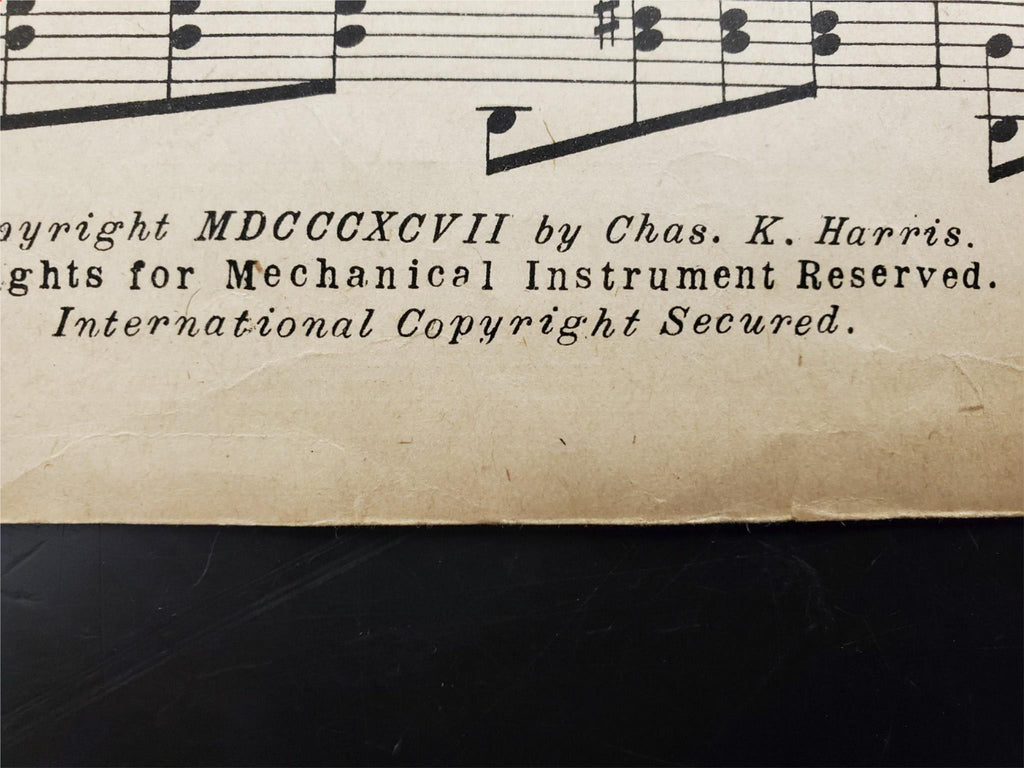 pyright MDCCCXCVII by Chas. K. Harris.
ghts for Mechanical Instrument Reserved.
International Copyright Secured.